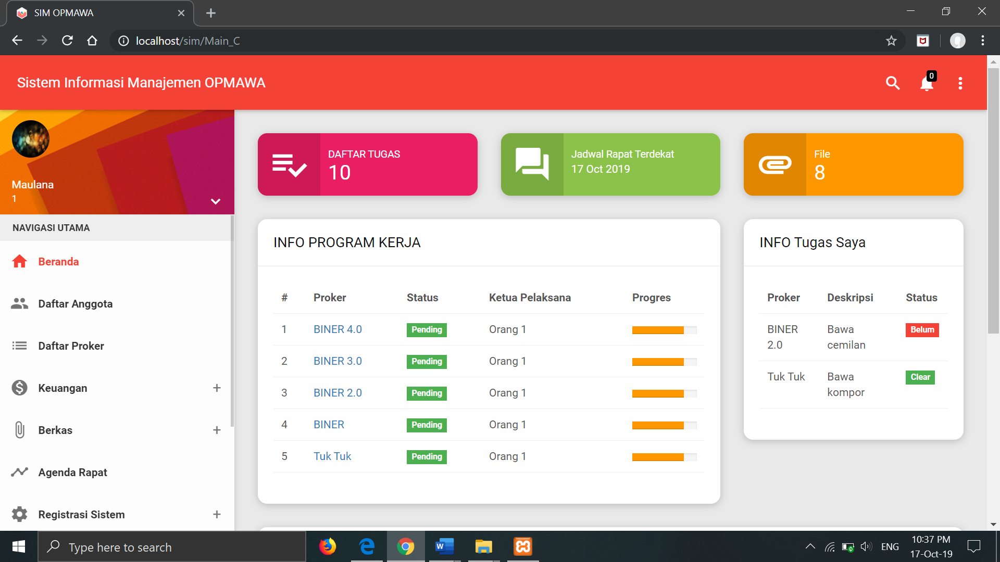 SIM OPMAWA
localhost/sim/Main_C
Sistem Informasi Manajemen OPMAWA
0
Maulana
1
NAVIGASI UTAMA
Beranda
Daftar Anggota
Daftar Proker
Keuangan +
Berkas +
Agenda Rapat
Registrasi Sistem +
DAFTAR TUGAS
10
Jadwal Rapat Terdekat
17 Oct 2019
File
8
INFO PROGRAM KERJA
# Proker Status Ketua Pelaksana Progres
1 BINER 4.0 Pending Orang 1
2 BINER 3.0 Pending Orang 1
3 BINER 2.0 Pending Orang 1
4 BINER Pending Orang 1
5 Tuk Tuk Pending Orang 1
INFO Tugas Saya
Proker Deskripsi Status
BINER 2.0 Bawa cemilan Belum
Tuk Tuk Bawa kompor Clear
Type here to search
ENG
10:37 PM
17-Oct-19